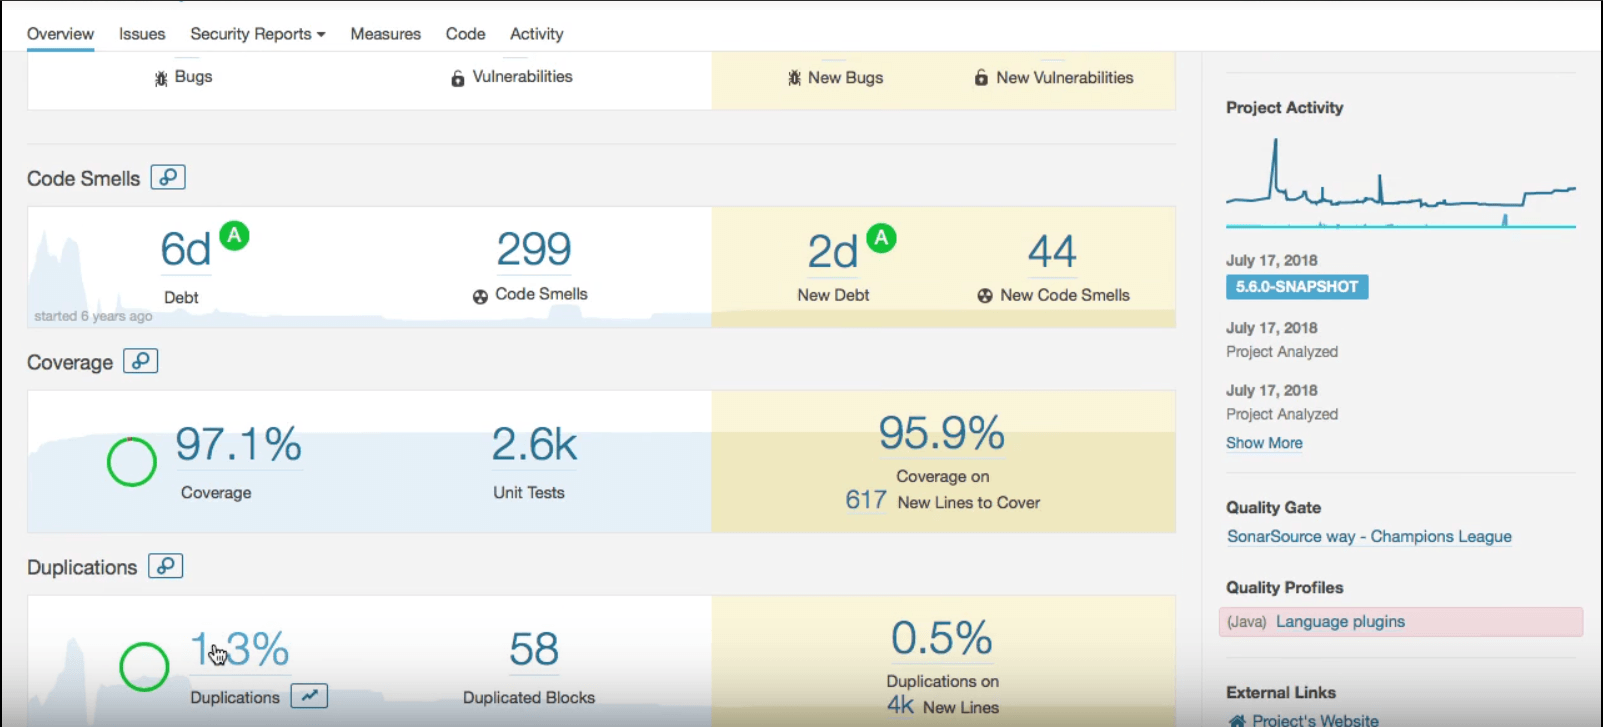 Overview Issues Security Reports Measures Code Activity
Bugs Vulnerabilities New Bugs New Vulnerabilities
Code Smells
6d A 299 2d A 44
Debt Code Smells New Debt New Code Smells
started 6 years ago
Coverage
97.1% 2.6k 95.9%
Coverage Unit Tests Coverage on
617 New Lines to Cover
Duplications
1.3% 58 0.5%
Duplications Duplicated Blocks Duplications on
4k New Lines
Project Activity
July 17, 2018
5.6.0-SNAPSHOT
July 17, 2018
Project Analyzed
July 17, 2018
Project Analyzed
Show More
Quality Gate
SonarSource way - Champions League
Quality Profiles
(Java) Language plugins
External Links
Project's Website